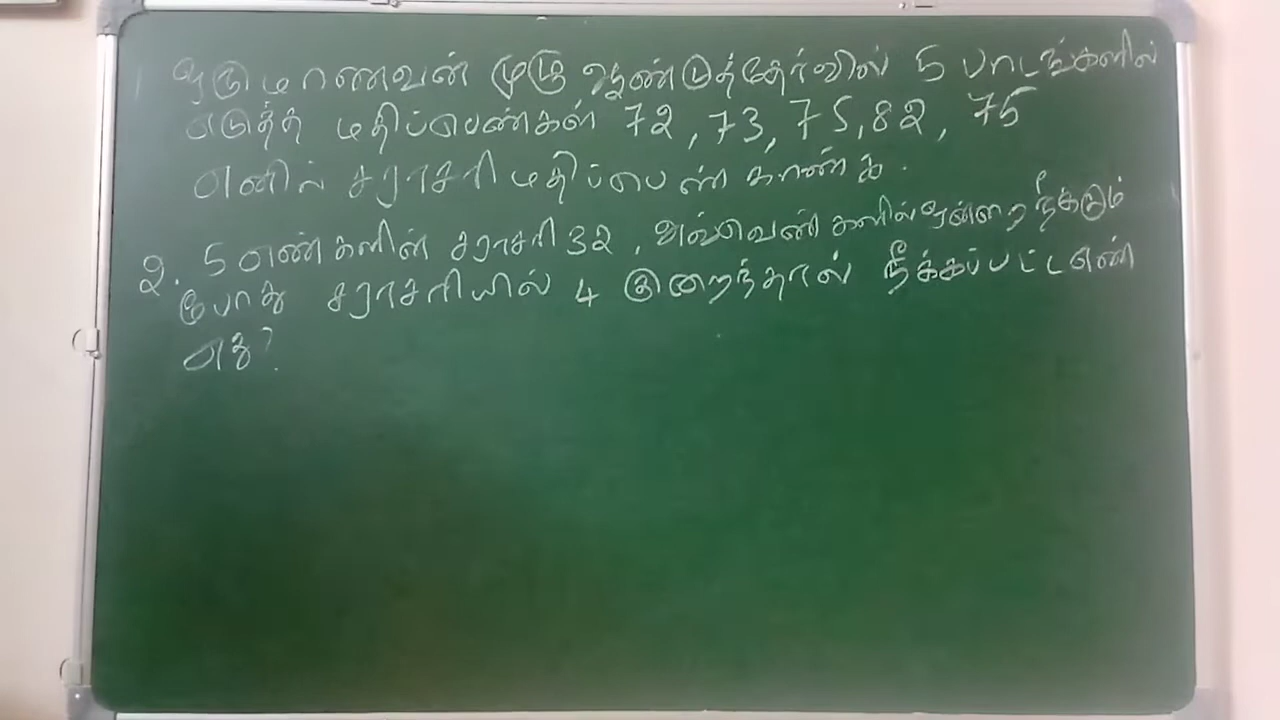 1 ஒரு மாணவன் முழு ஆண்டுத்தேர்வில் 5 பாடங்களில்
எடுத்த மதிப்பெண்கள் 72, 73, 75, 82, 75
எனில் சராசரி மதிப்பெண் காண்க.
2. 5 எண்களின் சராசரி 32, அவ்வெண்களில் ஒன்றை நீக்கும்
போது சராசரியில் 4 குறைந்தால் நீக்கப்பட்ட எண்
எது?